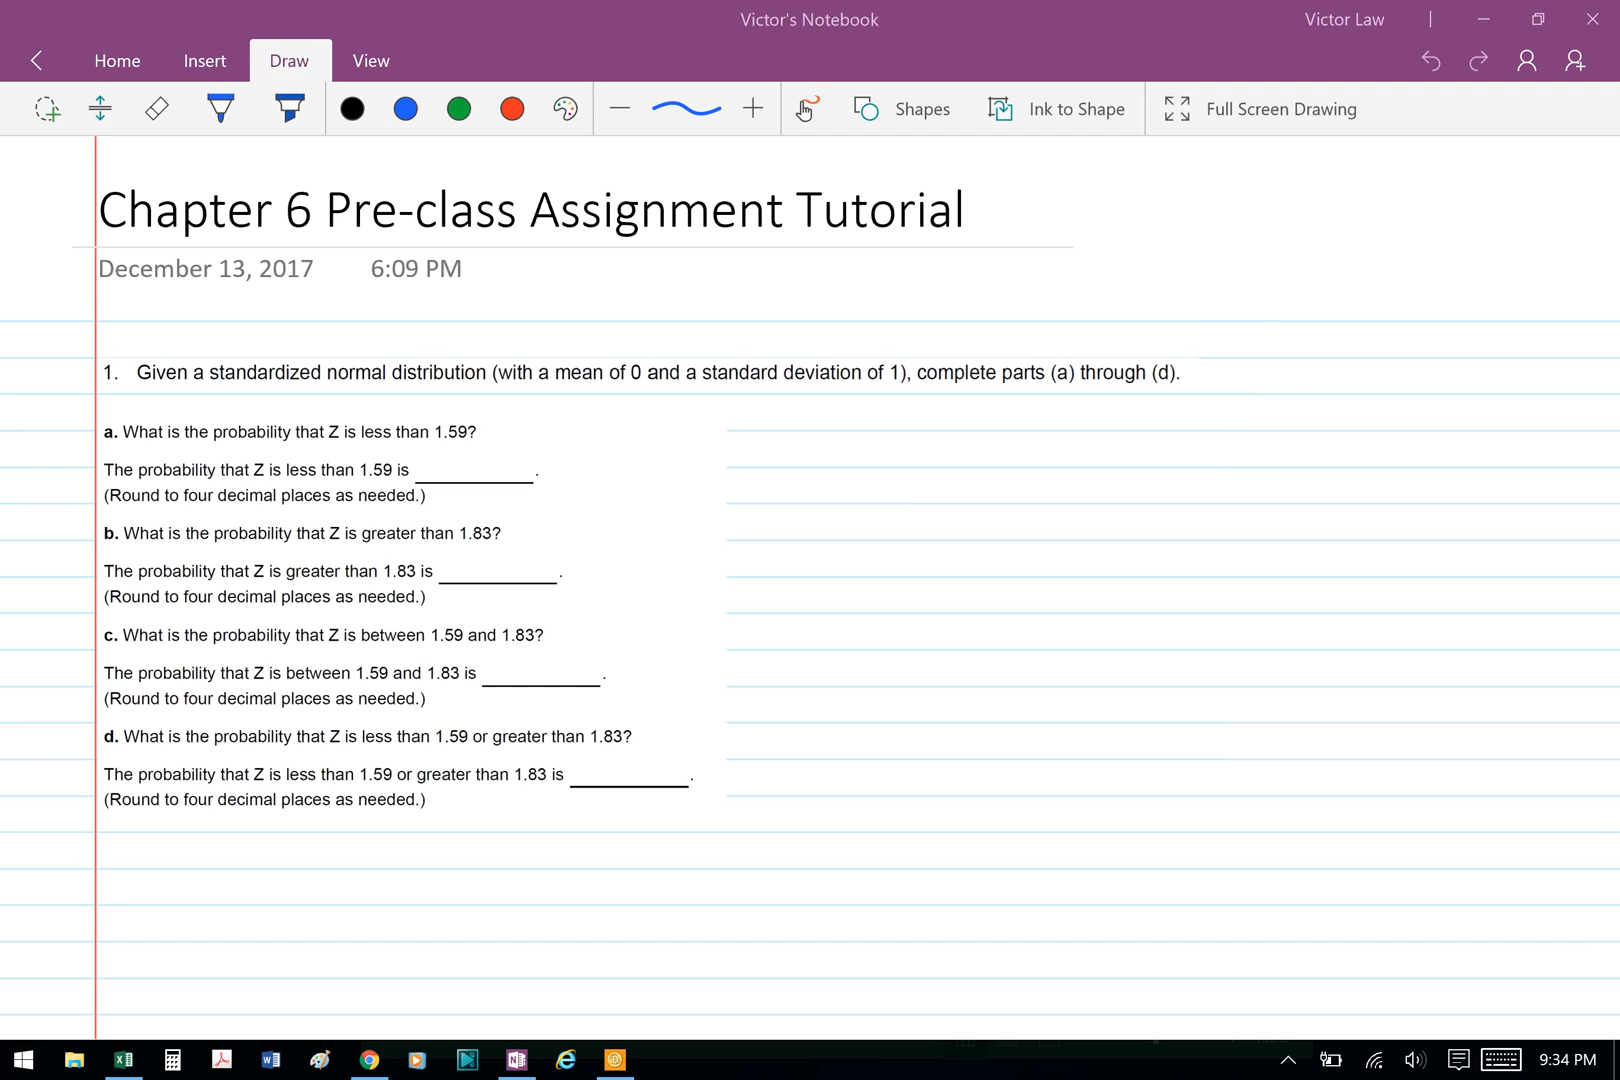 Victor's Notebook
Victor Law
Home Insert Draw View
Shapes Ink to Shape Full Screen Drawing
Chapter 6 Pre-class Assignment Tutorial
December 13, 2017 6:09 PM
1. Given a standardized normal distribution (with a mean of 0 and a standard deviation of 1), complete parts (a) through (d).
a. What is the probability that Z is less than 1.59?
The probability that Z is less than 1.59 is ____________.
(Round to four decimal places as needed.)
b. What is the probability that Z is greater than 1.83?
The probability that Z is greater than 1.83 is ____________.
(Round to four decimal places as needed.)
c. What is the probability that Z is between 1.59 and 1.83?
The probability that Z is between 1.59 and 1.83 is ____________.
(Round to four decimal places as needed.)
d. What is the probability that Z is less than 1.59 or greater than 1.83?
The probability that Z is less than 1.59 or greater than 1.83 is ____________.
(Round to four decimal places as needed.)
9:34 PM